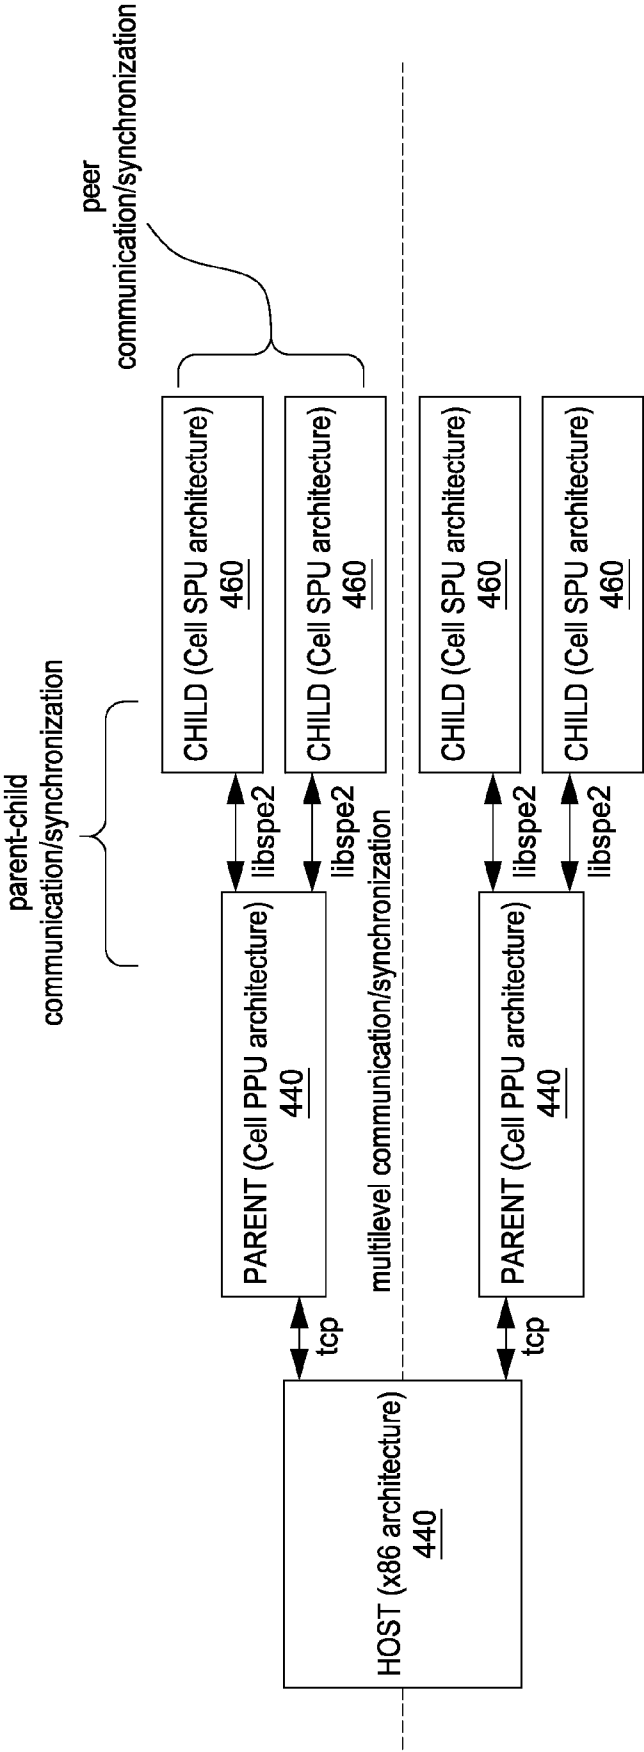 parent-child
communication/synchronization
peer
communication/synchronization
HOST (x86 architecture)
440
tcp
PARENT (Cell PPU architecture)
440
libspe2
CHILD (Cell SPU architecture)
460
libspe2
CHILD (Cell SPU architecture)
460
multilevel communication/synchronization
tcp
PARENT (Cell PPU architecture)
440
libspe2
CHILD (Cell SPU architecture)
460
libspe2
CHILD (Cell SPU architecture)
460